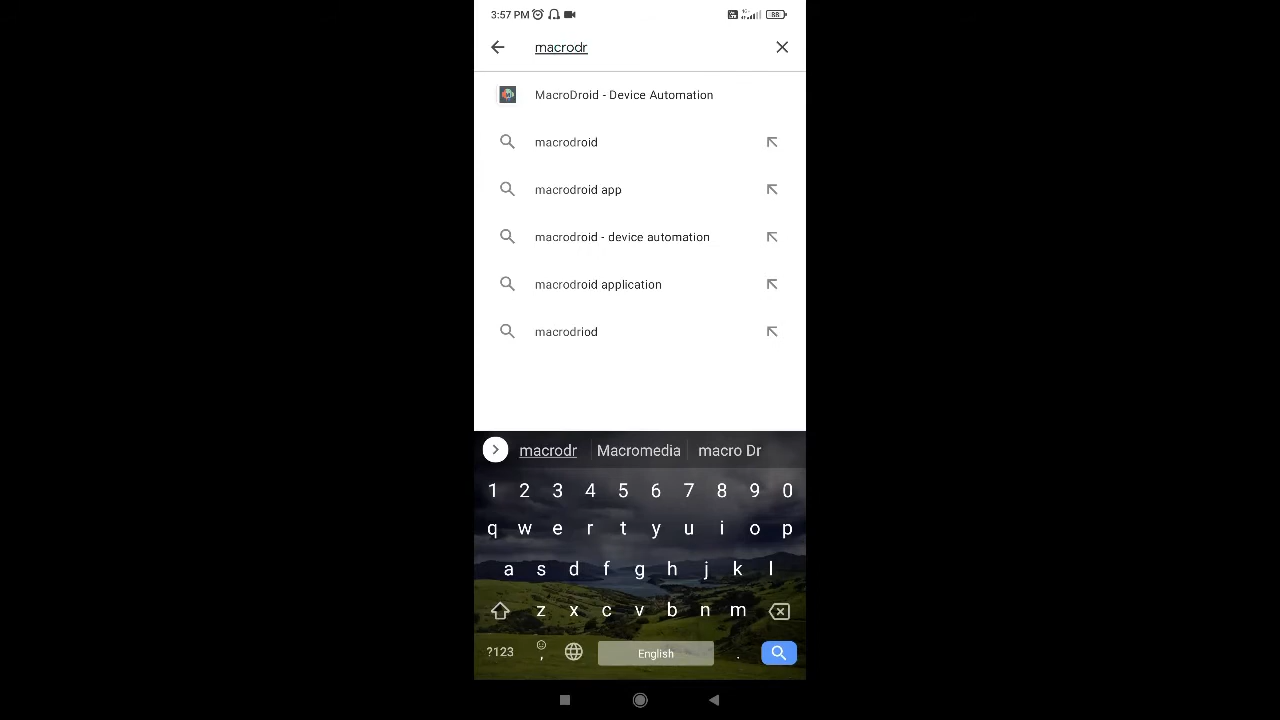 3:57 PM 88
macrodr
MacroDroid - Device Automation
macrodroid
macrodroid app
macrodroid - device automation
macrodroid application
macrodriod
macrodr Macromedia macro Dr
1 2 3 4 5 6 7 8 9 0
q w e r t y u i o p
a s d f g h j k l
z x c v b n m
?123 , English .